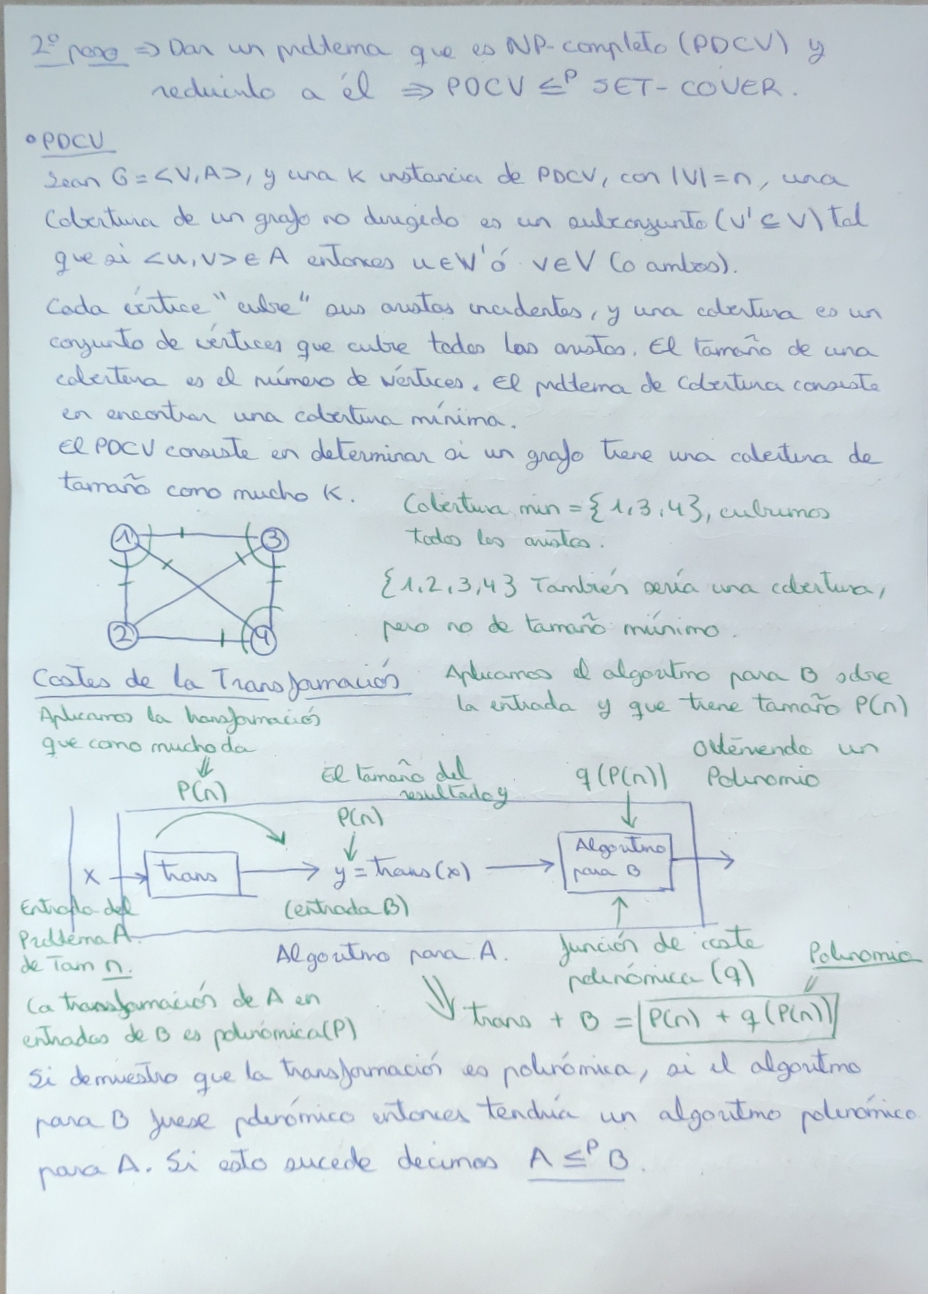 2º paso ⇒ Dar un problema que es NP-completo (PDCV) y
reducirlo a él ⇒ PDCV ≤ᴾ SET-COVER.
• PDCV
Sean G = <V, A>, y una K instancia de PDCV, con |V| = n, una
Cobertura de un grafo no dirigido es un subconjunto (V' ⊆ V) tal
que si <u, v> ∈ A entonces u ∈ V' ó v ∈ V (o ambos).
Cada vértice "cubre" sus aristas incidentes, y una cobertura es un
conjunto de vértices que cubre todas las aristas. El tamaño de una
cobertura es el número de vértices. El problema de Cobertura consiste
en encontrar una cobertura mínima.
El PDCV consiste en determinar si un grafo tiene una cobertura de
tamaño como mucho K.
Cobertura min = {1, 3, 4}, cubrimos
todas las aristas.
{1, 2, 3, 4} También sería una cobertura,
pero no de tamaño mínimo.
1
3
2
4
Costes de la Transformación
Aplicamos la transformación
que como mucho da
P(n)
El tamaño del
resultado y
P(n)
Aplicamos el algoritmo para B sobre
la entrada y que tiene tamaño P(n)
Obteniendo un
Polinomio
q(P(n))
x
trans
y = trans(x)
Algoritmo
para B
Entrada del
Problema A.
de Tam n.
(entrada B)
Algoritmo para A.
función de coste
polinómica (q)
Polinomio
La transformación de A en
entradas de B es polinómica (P)
trans + B = P(n) + q(P(n))
Si demuestro que la transformación es polinómica, si el algoritmo
para B fuese polinómico entonces tendría un algoritmo polinómico
para A. Si esto sucede decimos A ≤ᴾ B.